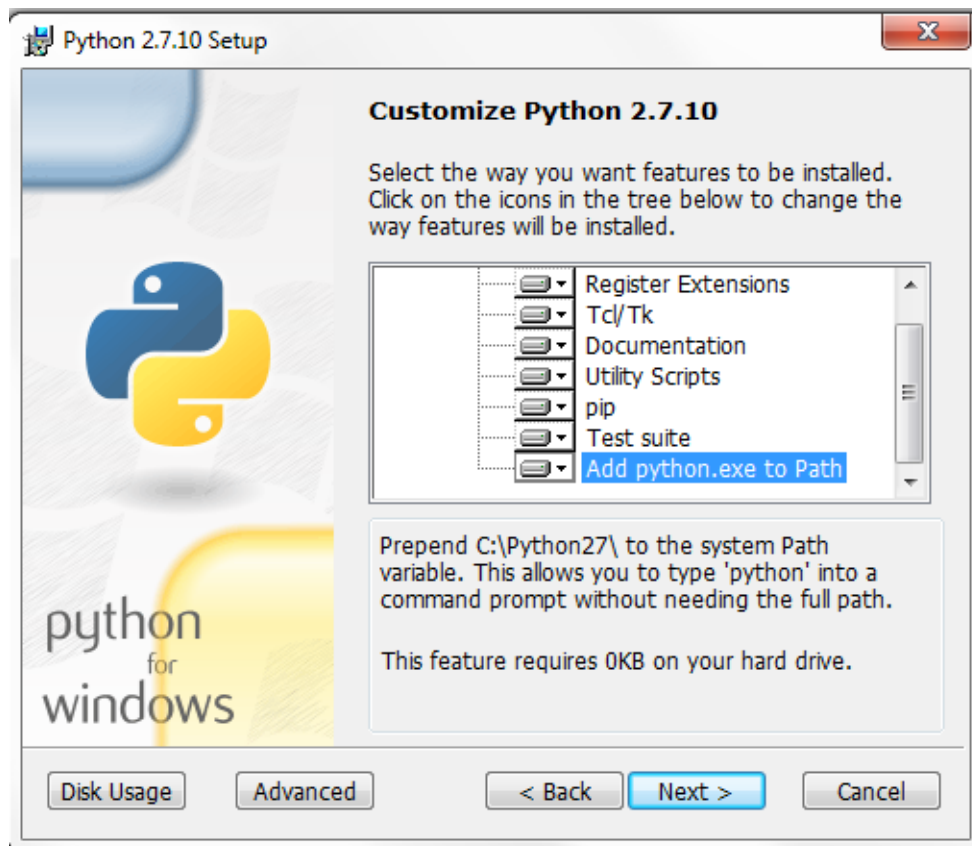 Python 2.7.10 Setup
Customize Python 2.7.10
Select the way you want features to be installed.
Click on the icons in the tree below to change the
way features will be installed.
Register Extensions
Tcl/Tk
Documentation
Utility Scripts
pip
Test suite
Add python.exe to Path
Prepend C:\Python27\ to the system Path
variable. This allows you to type 'python' into a
command prompt without needing the full path.
This feature requires 0KB on your hard drive.
python
for
windows
Disk Usage
Advanced
< Back
Next >
Cancel